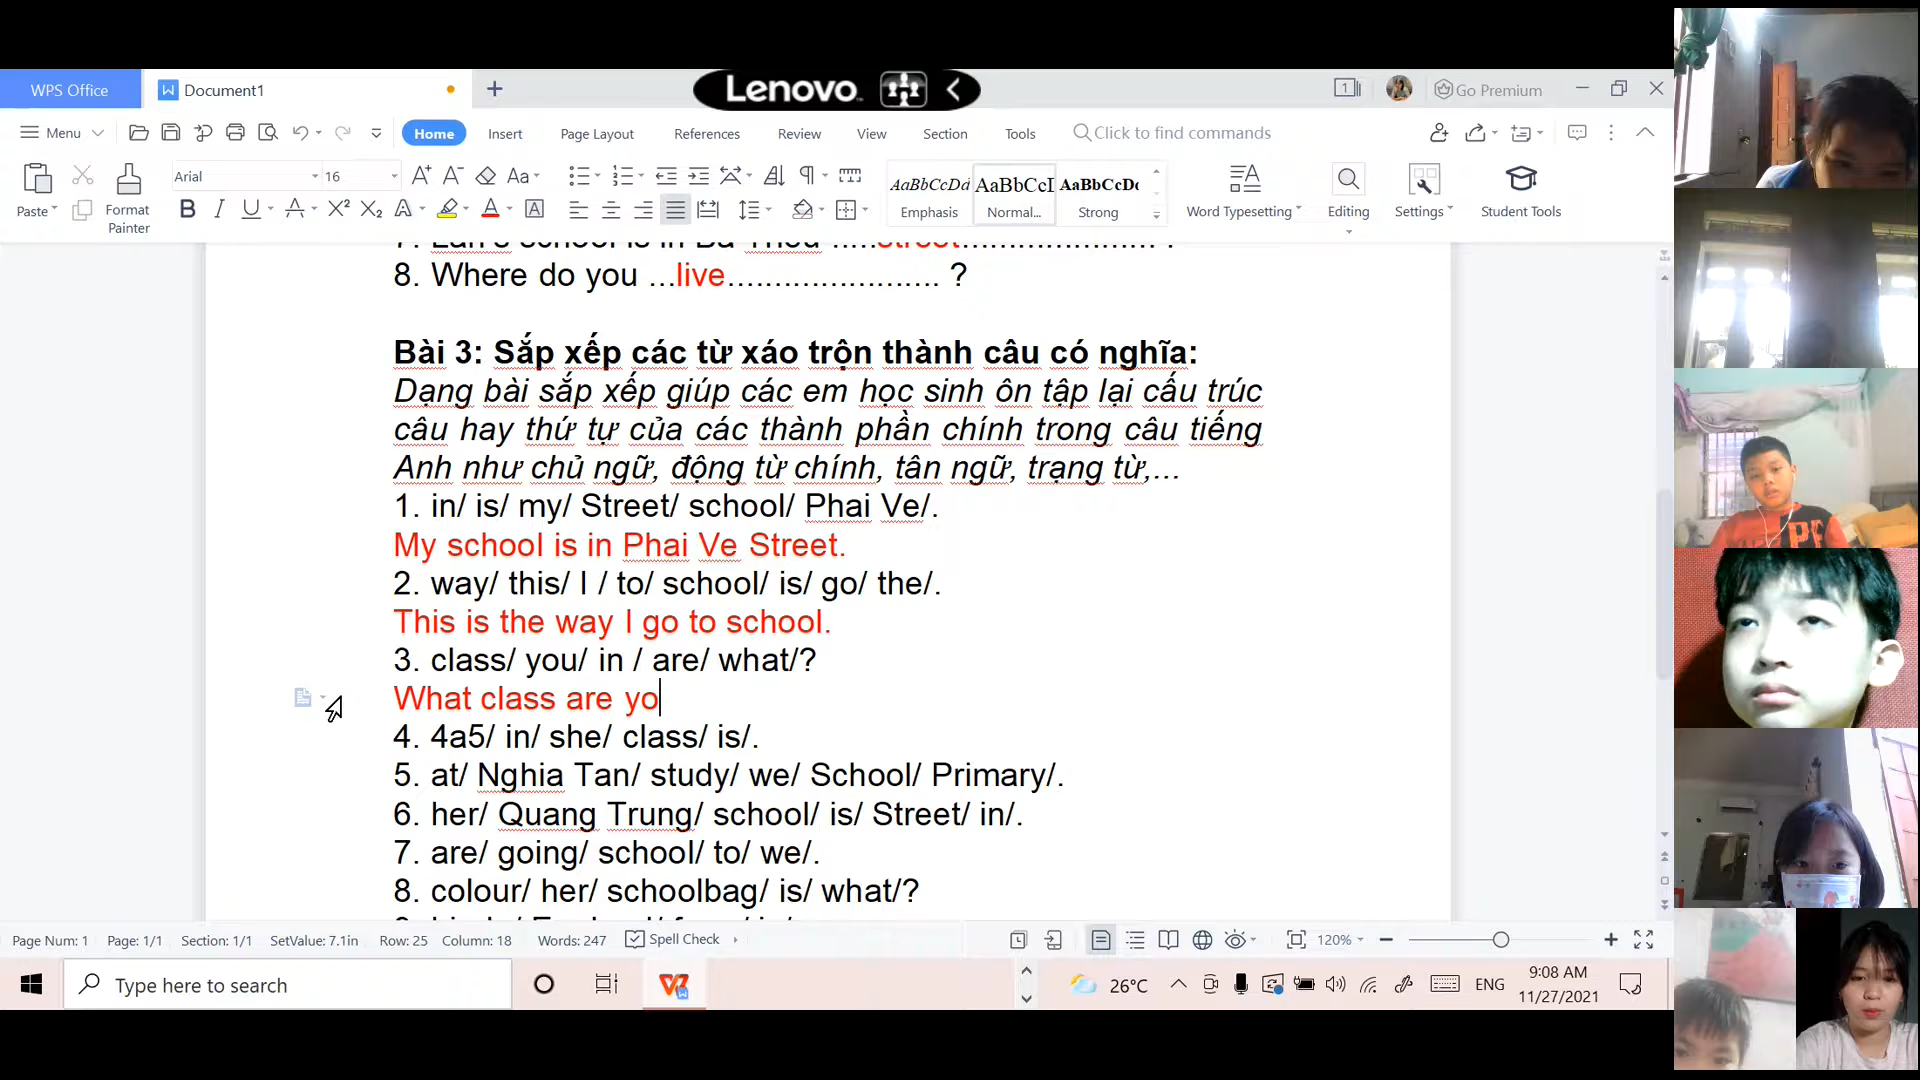 WPS Office
Document1
Lenovo
1
Go Premium
Menu
Home
Insert
Page Layout
References
Review
View
Section
Tools
Click to find commands
Paste
Format Painter
Arial
16
AaBbCcDd
Emphasis
AaBbCcI
Normal...
AaBbCcDd
Strong
Word Typesetting
Editing
Settings
Student Tools
8. Where do you ...live....................... ?
Bài 3: Sắp xếp các từ xáo trộn thành câu có nghĩa:
Dạng bài sắp xếp giúp các em học sinh ôn tập lại cấu trúc
câu hay thứ tự của các thành phần chính trong câu tiếng
Anh như chủ ngữ, động từ chính, tân ngữ, trạng từ,...
1. in/ is/ my/ Street/ school/ Phai Ve/.
My school is in Phai Ve Street.
2. way/ this/ I / to/ school/ is/ go/ the/.
This is the way I go to school.
3. class/ you/ in / are/ what/?
What class are yo
4. 4a5/ in/ she/ class/ is/.
5. at/ Nghia Tan/ study/ we/ School/ Primary/.
6. her/ Quang Trung/ school/ is/ Street/ in/.
7. are/ going/ school/ to/ we/.
8. colour/ her/ schoolbag/ is/ what/?
Page Num: 1
Page: 1/1
Section: 1/1
SetValue: 7.1in
Row: 25
Column: 18
Words: 247
Spell Check
120%
Type here to search
26°C
ENG
9:08 AM
11/27/2021